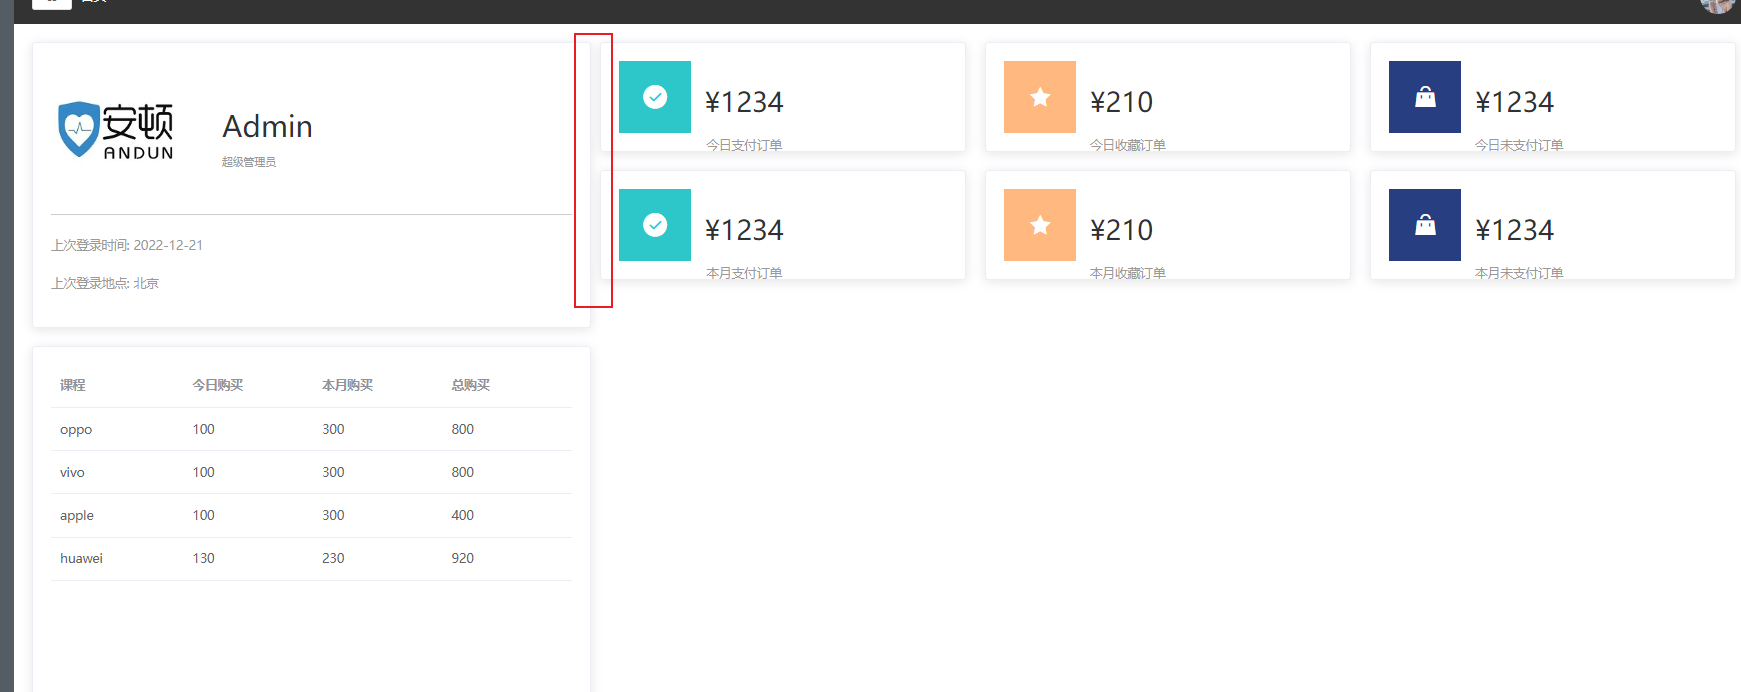 安顿
ANDUN
Admin
超级管理员
上次登录时间: 2022-12-21
上次登录地点: 北京
¥1234
今日支付订单
¥210
今日收藏订单
¥1234
今日未支付订单
¥1234
本月支付订单
¥210
本月收藏订单
¥1234
本月未支付订单
课程 今日购买 本月购买 总购买
oppo 100 300 800
vivo 100 300 800
apple 100 300 400
huawei 130 230 920